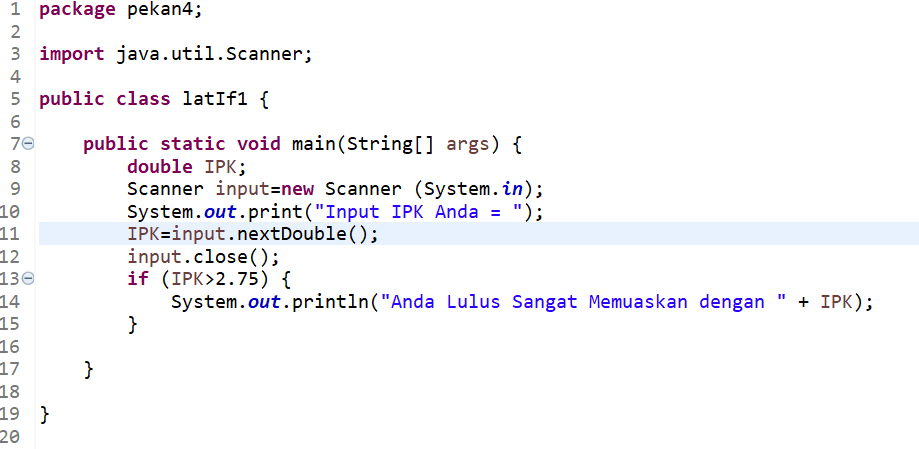 1 package pekan4;
2
3 import java.util.Scanner;
4
5 public class latIf1 {
6
7 public static void main(String[] args) {
8 double IPK;
9 Scanner input=new Scanner (System.in);
10 System.out.print("Input IPK Anda = ");
11 IPK=input.nextDouble();
12 input.close();
13 if (IPK>2.75) {
14 System.out.println("Anda Lulus Sangat Memuaskan dengan " + IPK);
15 }
16
17 }
18
19 }
20